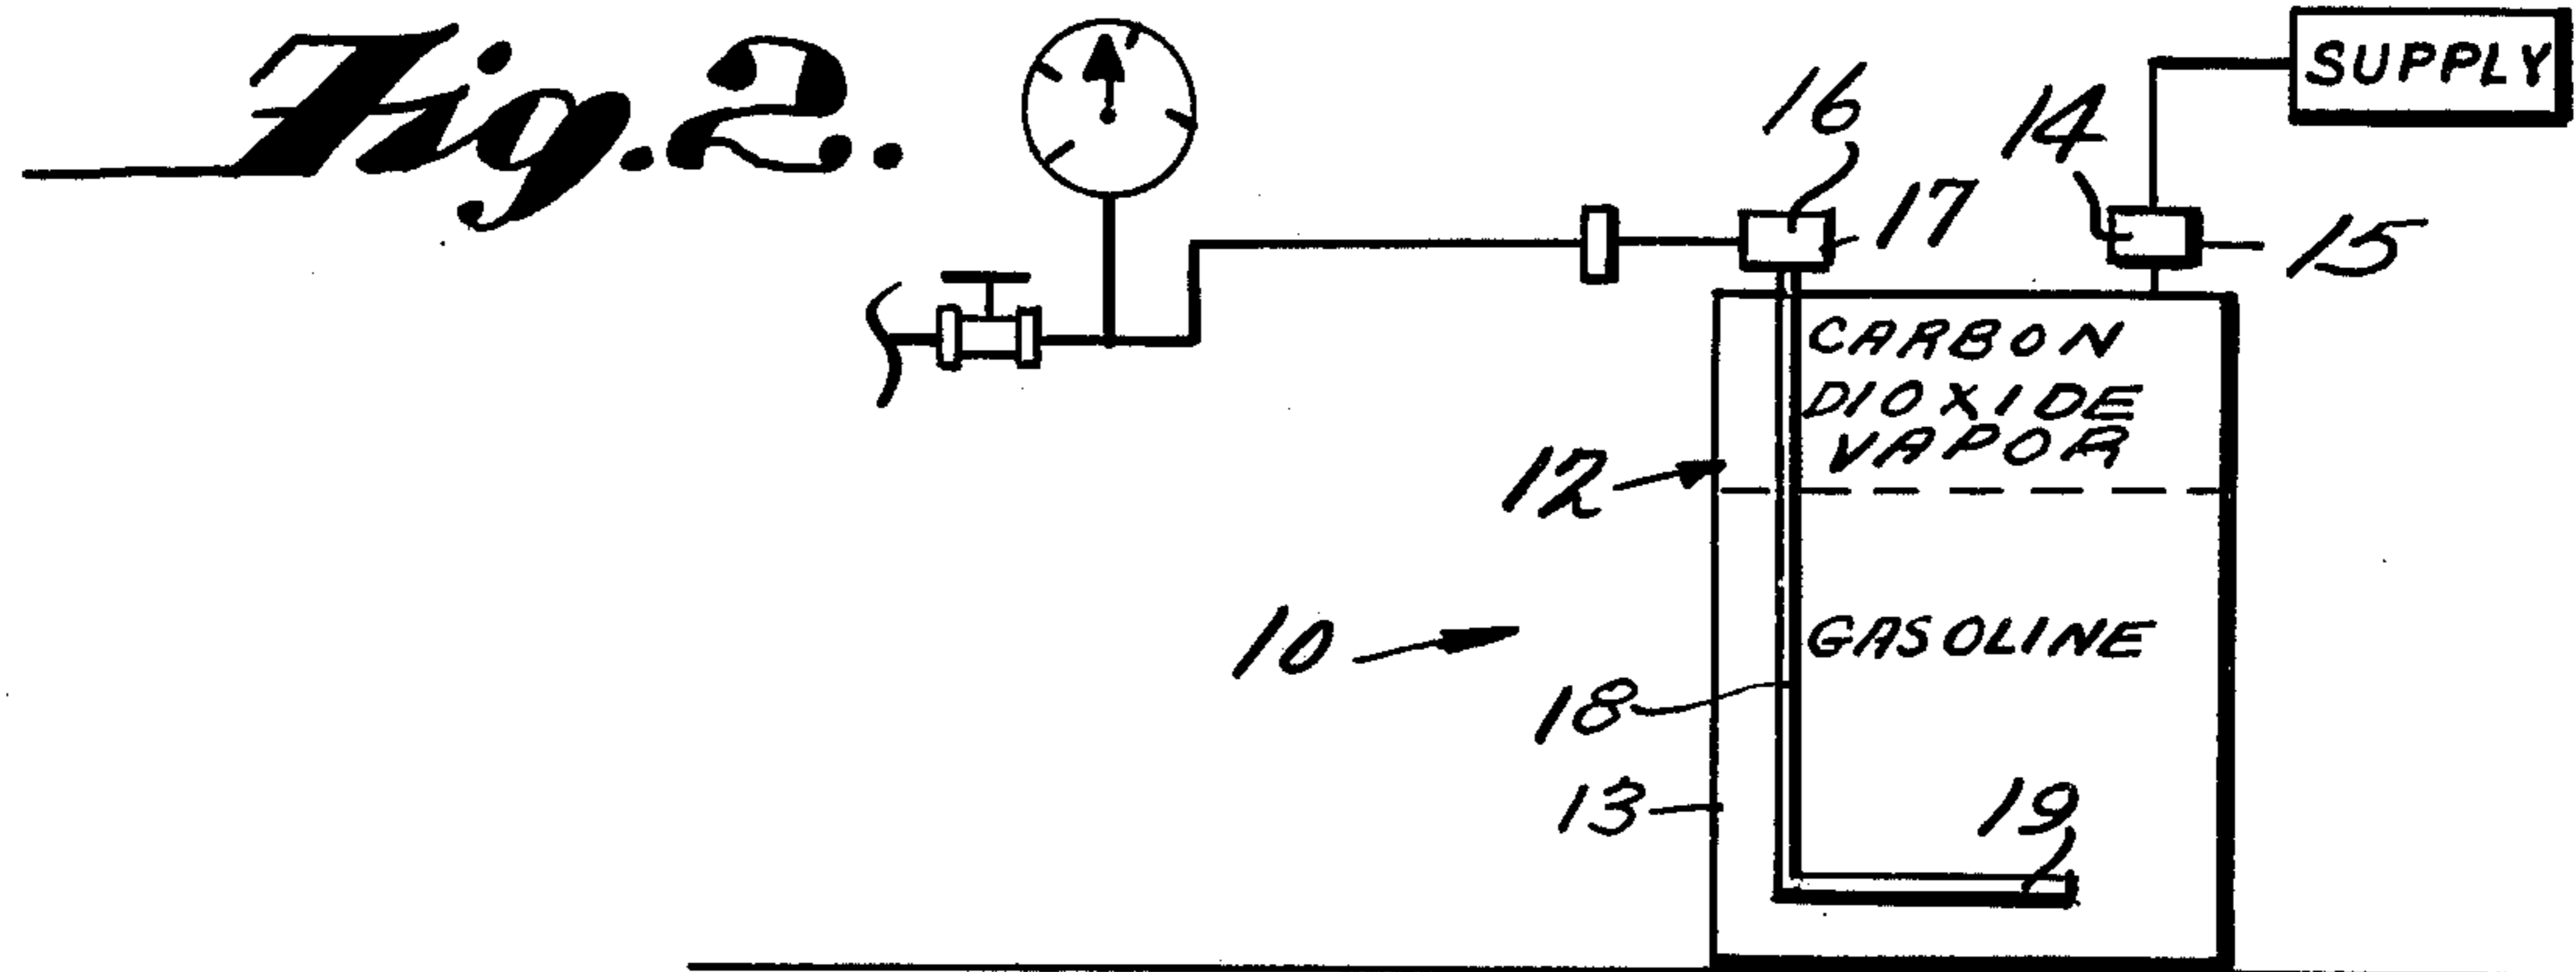 Fig. 2.
SUPPLY
16
14
17
15
CARBON
DIOXIDE
VAPOR
12
10
GASOLINE
18
13
19